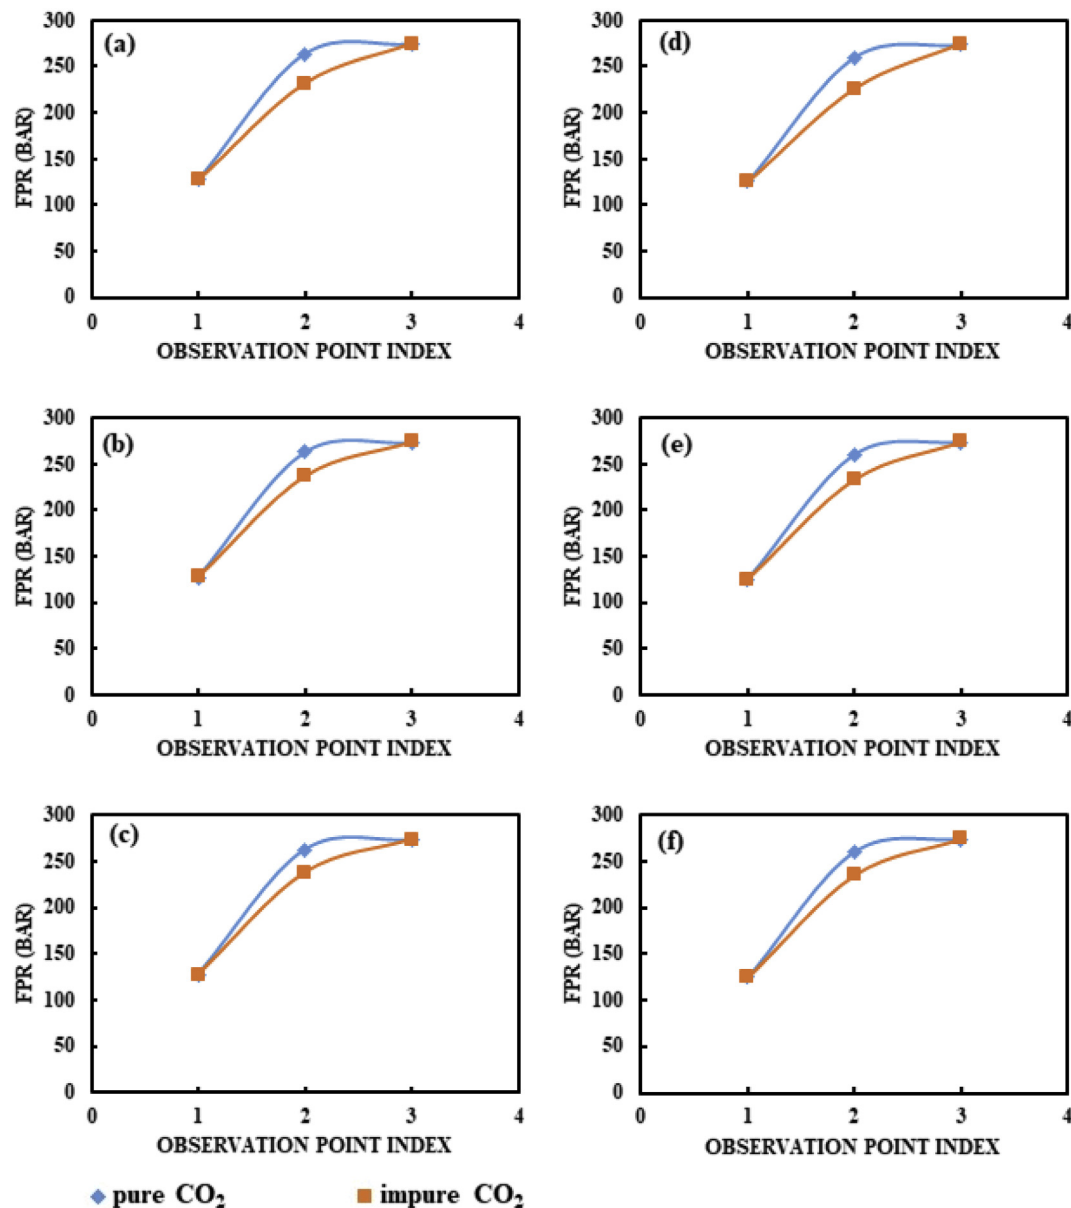 (a)
300
250
200
150
100
50
0
FPR (BAR)
0 1 2 3 4
OBSERVATION POINT INDEX
(d)
300
250
200
150
100
50
0
FPR (BAR)
0 1 2 3 4
OBSERVATION POINT INDEX
(b)
300
250
200
150
100
50
0
FPR (BAR)
0 1 2 3 4
OBSERVATION POINT INDEX
(e)
300
250
200
150
100
50
0
FPR (BAR)
0 1 2 3 4
OBSERVATION POINT INDEX
(c)
300
250
200
150
100
50
0
FPR (BAR)
0 1 2 3 4
OBSERVATION POINT INDEX
(f)
300
250
200
150
100
50
0
FPR (BAR)
0 1 2 3 4
OBSERVATION POINT INDEX
pure CO₂ impure CO₂